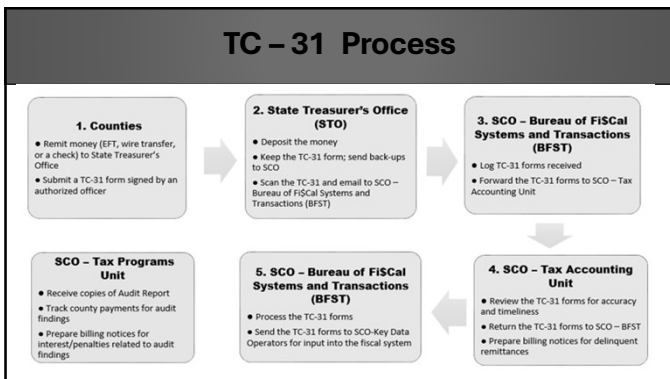 TC – 31 Process
1. Counties
● Remit money (EFT, wire transfer,
or a check) to State Treasurer's
Office
● Submit a TC-31 form signed by an
authorized officer
2. State Treasurer's Office
(STO)
● Deposit the money
● Keep the TC-31 form; send back-ups
to SCO
● Scan the TC-31 and email to SCO –
Bureau of Fi$Cal Systems and
Transactions (BFST)
3. SCO – Bureau of Fi$Cal
Systems and Transactions
(BFST)
● Log TC-31 forms received
● Forward the TC-31 forms to SCO – Tax
Accounting Unit
4. SCO – Tax Accounting
Unit
● Review the TC-31 forms for accuracy
and timeliness
● Return the TC-31 forms to SCO – BFST
● Prepare billing notices for delinquent
remittances
5. SCO – Bureau of Fi$Cal
Systems and Transactions
(BFST)
● Process the TC-31 forms
● Send the TC-31 forms to SCO-Key Data
Operators for input into the fiscal system
SCO – Tax Programs
Unit
● Receive copies of Audit Report
● Track county payments for audit
findings
● Prepare billing notices for
interest/penalties related to audit
findings